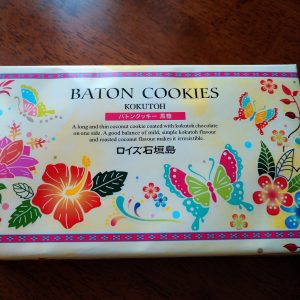 BATON COOKIES
KOKUTOH
バトンクッキー 黒糖
A long and thin coconut cookie coated with kokutoh chocolate
on one side. A good balance of mild, simple kokutoh flavour
and roasted coconut flavour makes it irresistible.
ロイズ石垣島